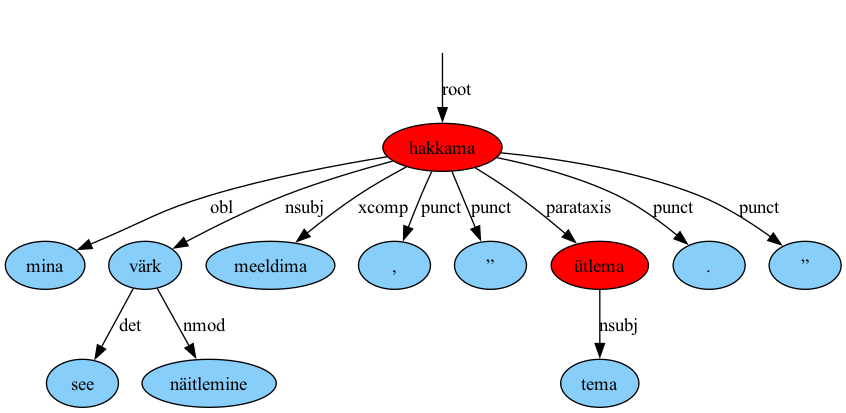 root
hakkama
obl nsubj xcomp punct punct parataxis punct punct
mina värk meeldima , ” ütlema . ”
det nmod nsubj
see näitlemine tema